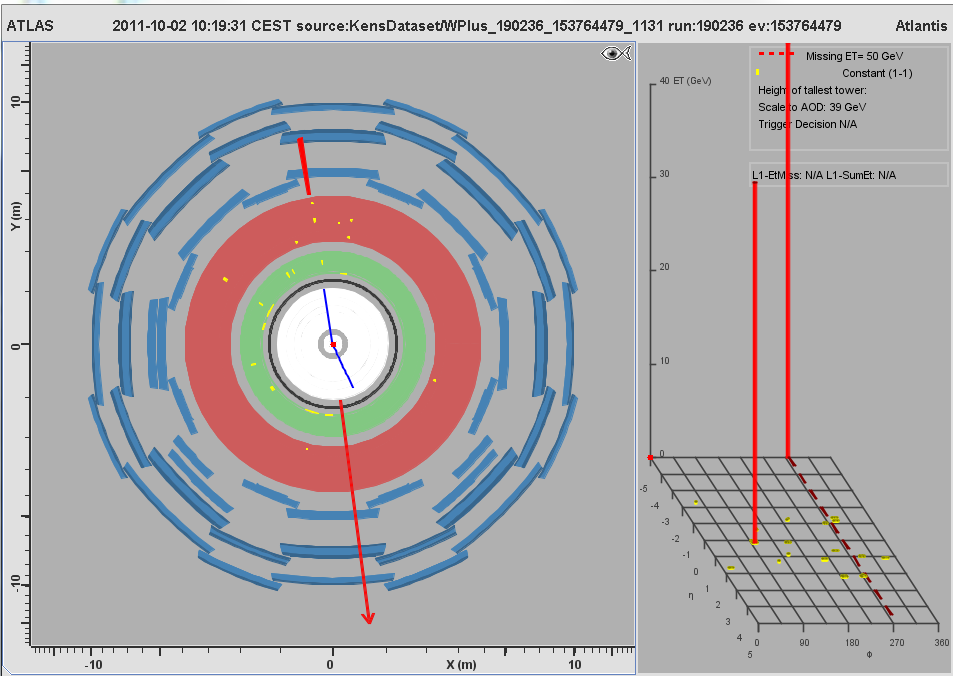 ATLAS 2011-10-02 10:19:31 CEST source:KensDataset/WPlus_190236_153764479_1131 run:190236 ev:153764479 Atlantis
Missing ET= 50 GeV
Constant (1-1)
Height of tallest tower:
Scale to AOD: 39 GeV
Trigger Decision N/A
L1-EtMiss: N/A L1-SumEt: N/A
40 ET (GeV)
30
20
10
0
-5
-4
-3
-2
-1
0
1
2
3
4
5
η
0
90
180
270
360
Φ
10
Y (m)
0
-10
-10
0
X (m)
10